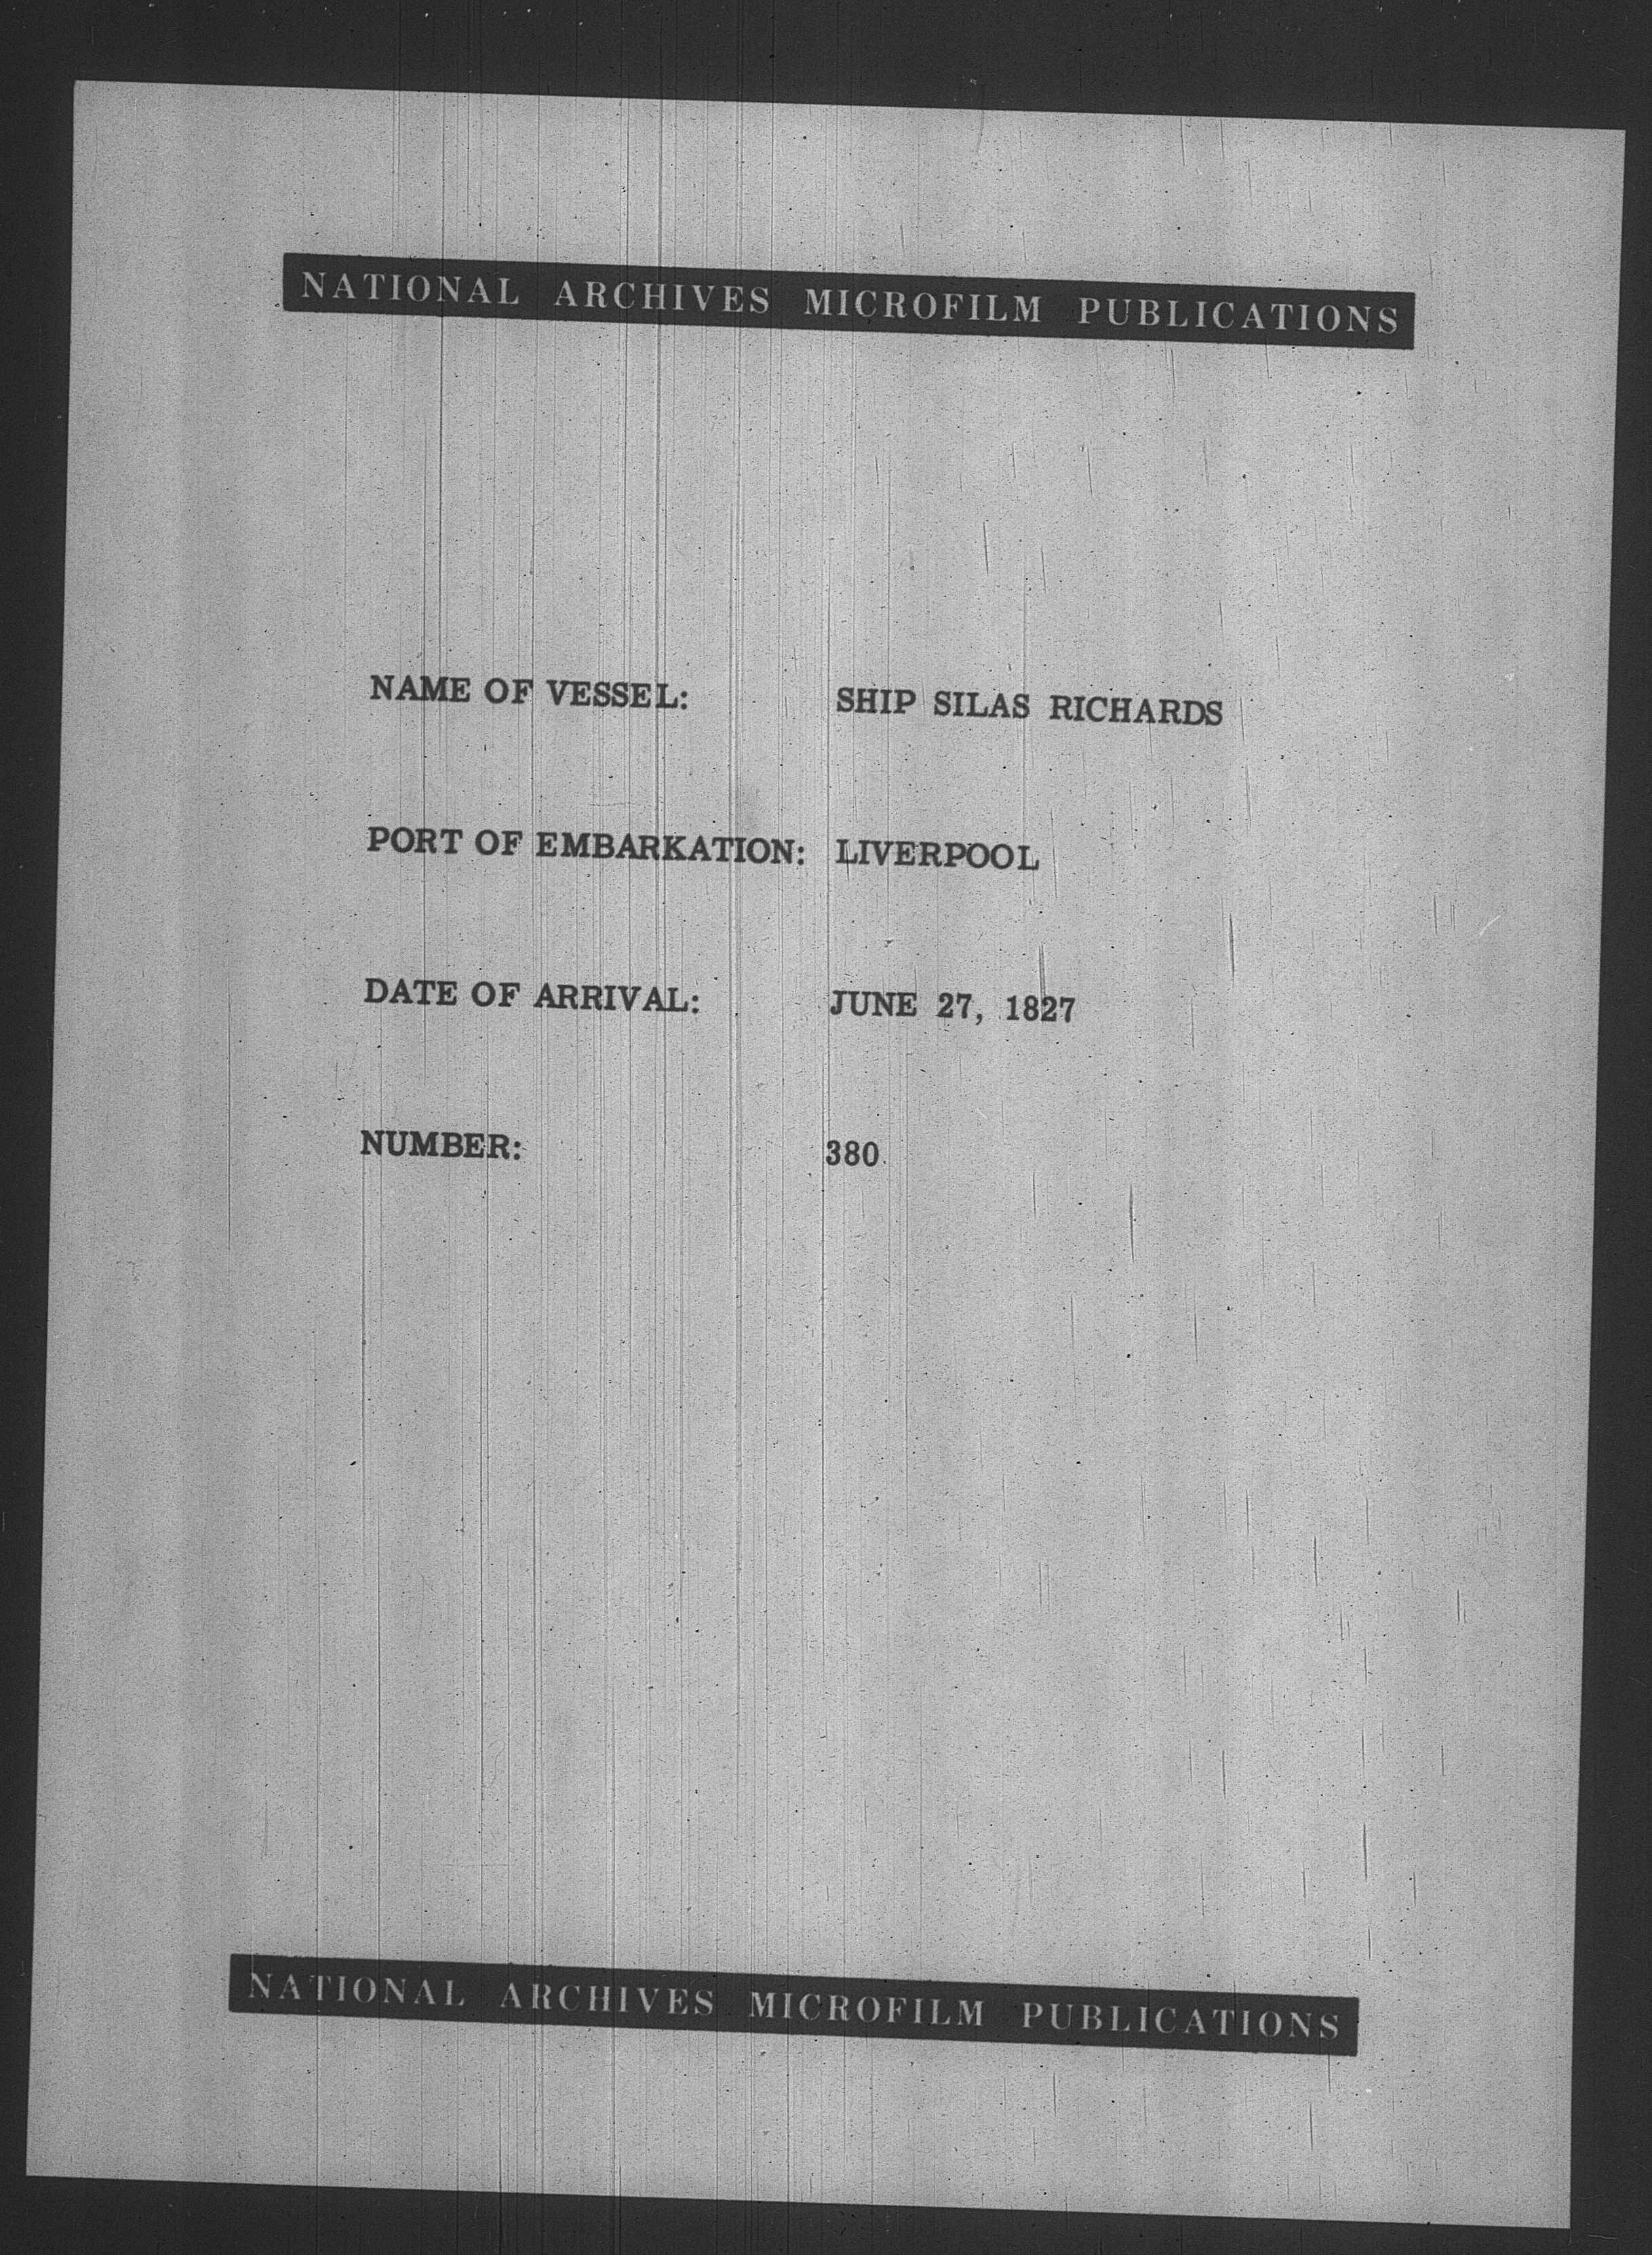 NATIONAL ARCHIVES MICROFILM PUBLICATIONS
NAME OF VESSEL: SHIP SILAS RICHARDS
PORT OF EMBARKATION: LIVERPOOL
DATE OF ARRIVAL: JUNE 27, 1827
NUMBER: 380
NATIONAL ARCHIVES MICROFILM PUBLICATIONS